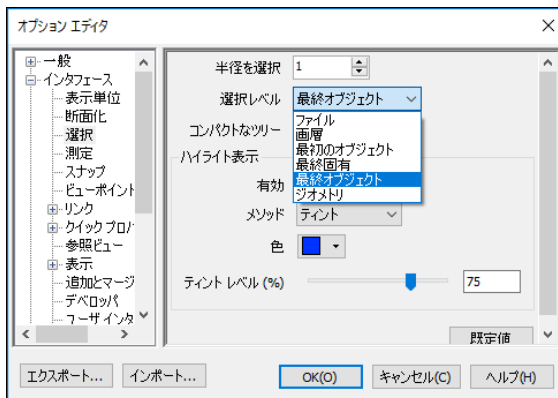 オプション エディタ
一般
インタフェース
表示単位
断面化
選択
測定
スナップ
ビューポイント
リンク
クイック プロパ
参照ビュー
表示
追加とマージ
デベロッパ
ユーザ インタ
半径を選択 1
選択レベル 最終オブジェクト
コンパクトなツリー
ファイル
画層
最初のオブジェクト
最終固有
最終オブジェクト
ジオメトリ
ハイライト表示
有効
メソッド ティント
色
ティント レベル (%) 75
既定値
エクスポート... インポート... OK(O) キャンセル(C) ヘルプ(H)